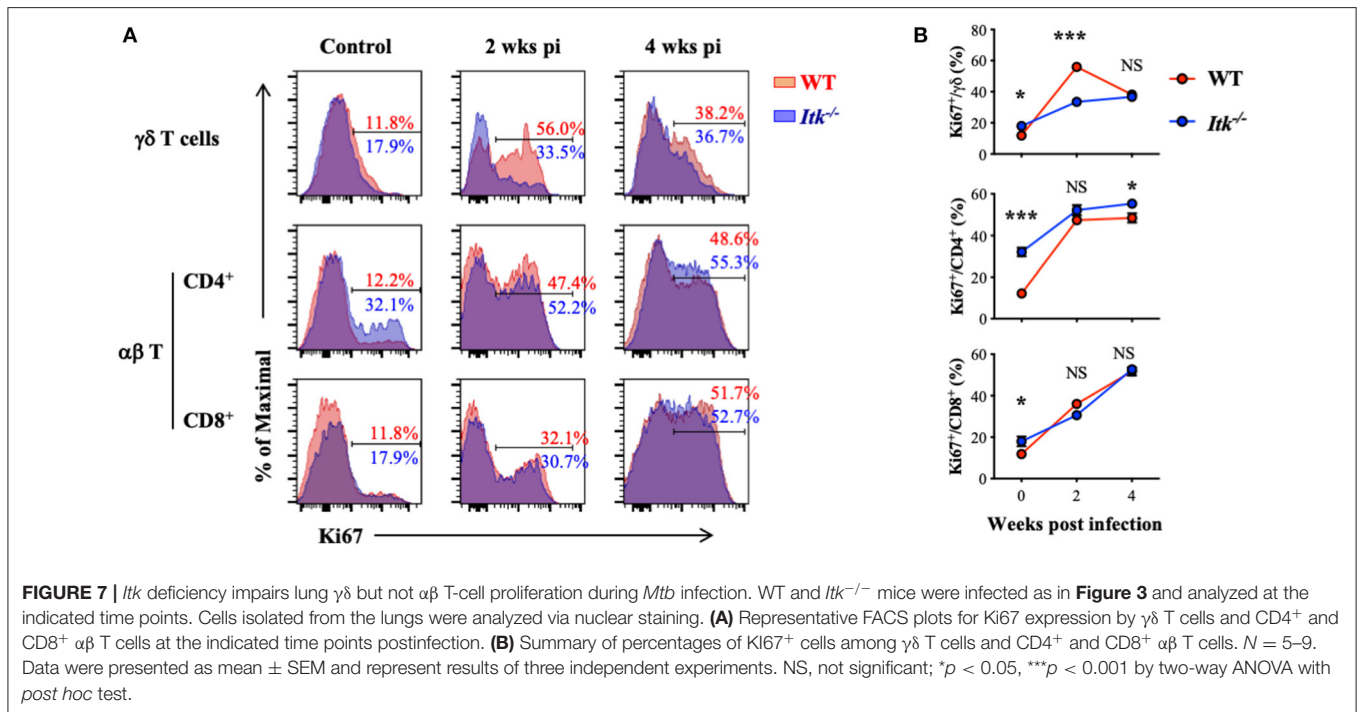 A
Control
2 wks pi
4 wks pi
WT
Itk-/-
γδ T cells
11.8%
17.9%
56.0%
33.5%
38.2%
36.7%
αβ T
CD4+
12.2%
32.1%
47.4%
52.2%
48.6%
55.3%
CD8+
11.8%
17.9%
32.1%
30.7%
51.7%
52.7%
% of Maximal
Ki67
B
Ki67+/γδ (%)
80
60
40
20
0
*
***
NS
WT
Itk-/-
Ki67+/CD4+ (%)
60
40
20
0
***
NS
*
Ki67+/CD8+ (%)
60
40
20
0
*
NS
NS
0 2 4
Weeks post infection
FIGURE 7 | Itk deficiency impairs lung γδ but not αβ T-cell proliferation during Mtb infection. WT and Itk−/− mice were infected as in Figure 3 and analyzed at the
indicated time points. Cells isolated from the lungs were analyzed via nuclear staining. (A) Representative FACS plots for Ki67 expression by γδ T cells and CD4+ and
CD8+ αβ T cells at the indicated time points postinfection. (B) Summary of percentages of KI67+ cells among γδ T cells and CD4+ and CD8+ αβ T cells. N = 5–9.
Data were presented as mean ± SEM and represent results of three independent experiments. NS, not significant; *p < 0.05, ***p < 0.001 by two-way ANOVA with
post hoc test.